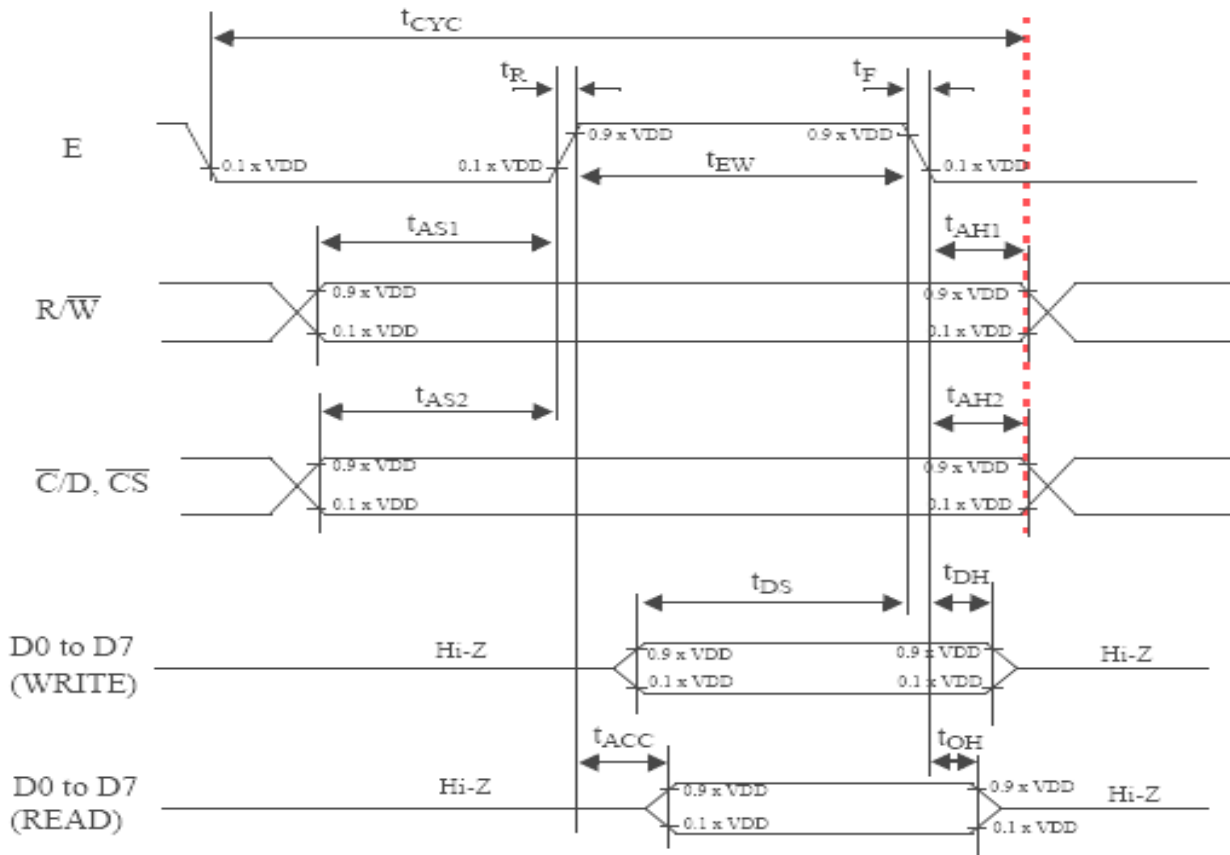 tCYC
tR
tF
E
0.9 x VDD
0.9 x VDD
0.1 x VDD
0.1 x VDD
tEW
0.1 x VDD
tAS1
tAH1
R/W̅
0.9 x VDD
0.9 x VDD
0.1 x VDD
0.1 x VDD
tAS2
tAH2
C̅/D, C̅S̅
0.9 x VDD
0.9 x VDD
0.1 x VDD
0.1 x VDD
tDS
tDH
D0 to D7
(WRITE)
Hi-Z
0.9 x VDD
0.9 x VDD
Hi-Z
0.1 x VDD
0.1 x VDD
tACC
tOH
D0 to D7
(READ)
Hi-Z
0.9 x VDD
0.9 x VDD
Hi-Z
0.1 x VDD
0.1 x VDD